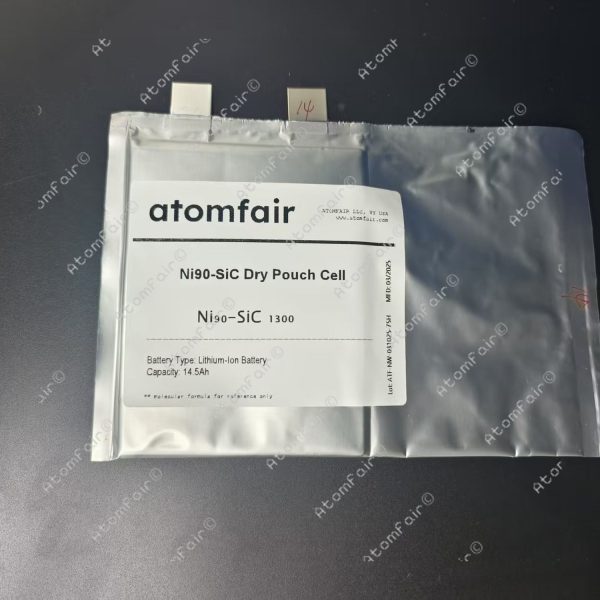 14
atomfair
ATOMFAIR LLC, NY USA
www.atomfair.com
Ni90-SiC Dry Pouch Cell
Ni90-SiC 1300
Battery Type: Lithium-Ion Battery
Capacity: 14.5Ah
** Molecular formula for reference only
MFD: 03/2025
AtomFair©